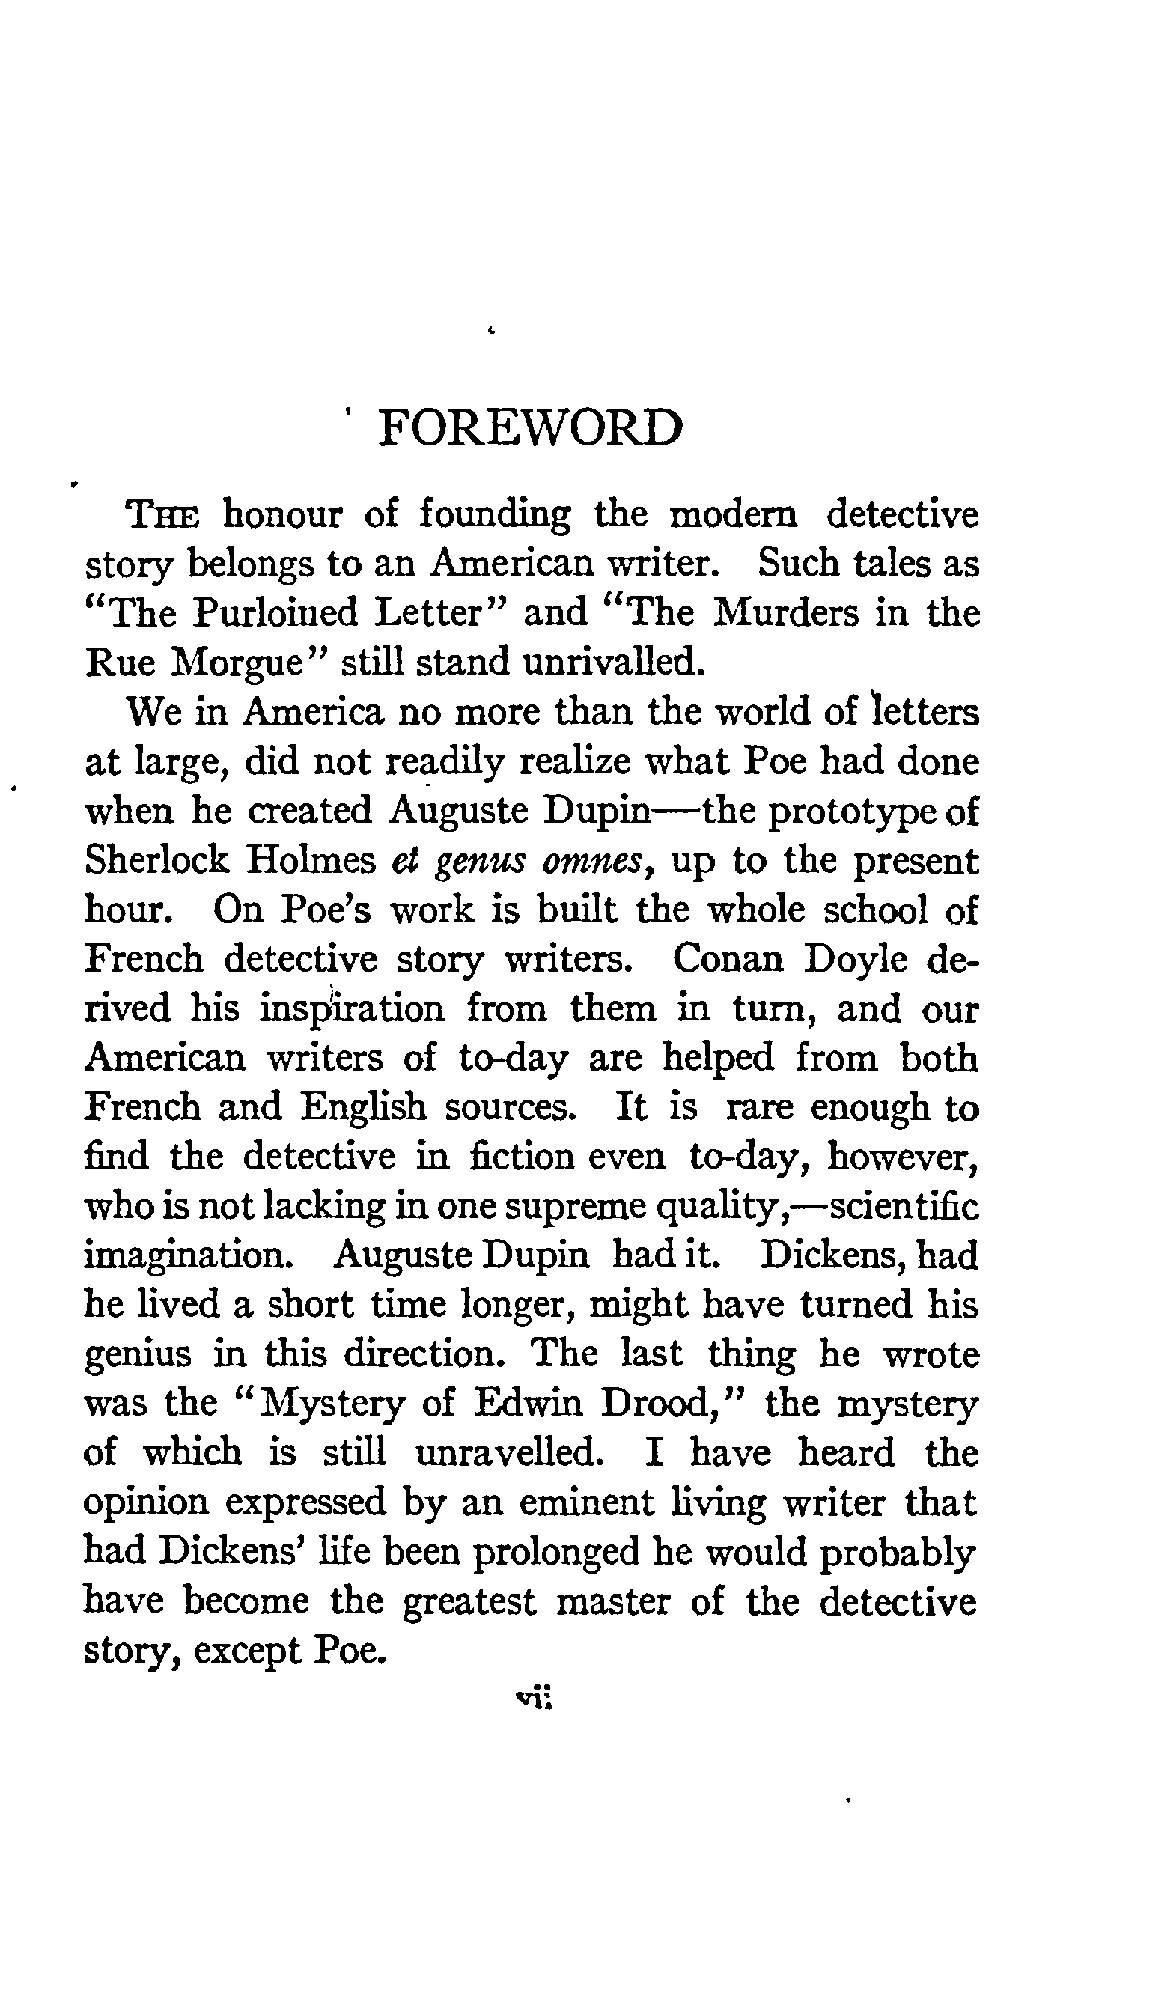 FOREWORD
THE honour of founding the modern detective
story belongs to an American writer. Such tales as
“The Purloined Letter” and “The Murders in the
Rue Morgue” still stand unrivalled.
We in America no more than the world of letters
at large, did not readily realize what Poe had done
when he created Auguste Dupin—the prototype of
Sherlock Holmes et genus omnes, up to the present
hour. On Poe’s work is built the whole school of
French detective story writers. Conan Doyle de-
rived his inspiration from them in turn, and our
American writers of to-day are helped from both
French and English sources. It is rare enough to
find the detective in fiction even to-day, however,
who is not lacking in one supreme quality,—scientific
imagination. Auguste Dupin had it. Dickens, had
he lived a short time longer, might have turned his
genius in this direction. The last thing he wrote
was the “Mystery of Edwin Drood,” the mystery
of which is still unravelled. I have heard the
opinion expressed by an eminent living writer that
had Dickens’ life been prolonged he would probably
have become the greatest master of the detective
story, except Poe.
vii